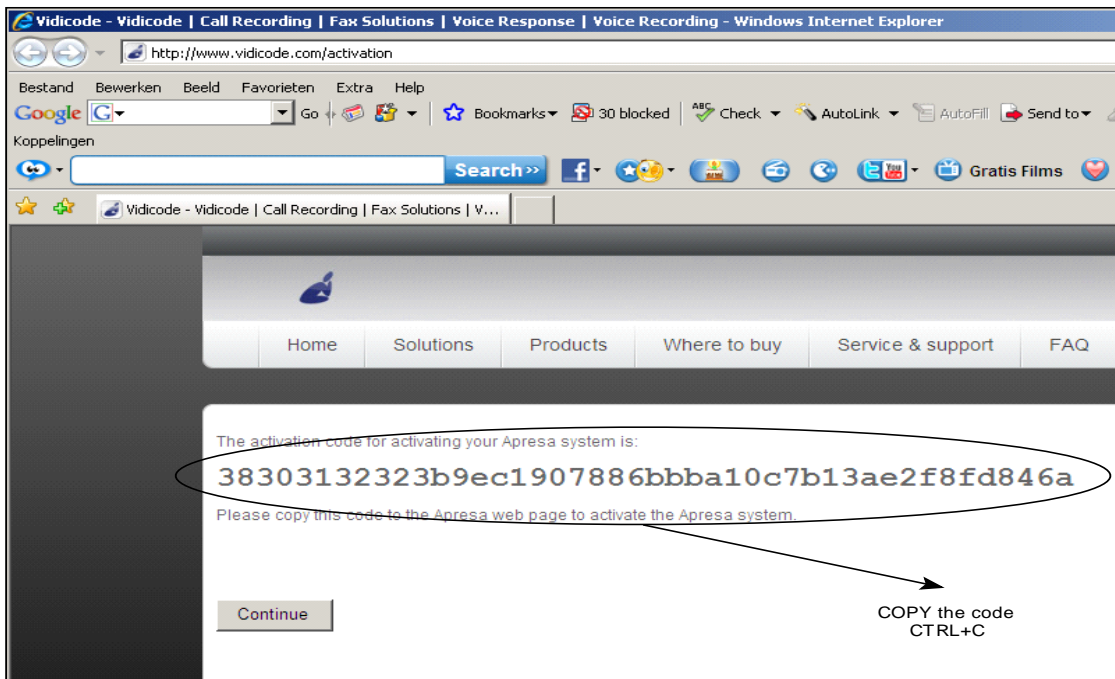 Vidicode - Vidicode | Call Recording | Fax Solutions | Voice Response | Voice Recording - Windows Internet Explorer
http://www.vidicode.com/activation
Bestand Bewerken Beeld Favorieten Extra Help
Google G Go Bookmarks 30 blocked ABC Check AutoLink AutoFill Send to
Koppelingen
Search >> Gratis Films
Vidicode - Vidicode | Call Recording | Fax Solutions | V...
Home Solutions Products Where to buy Service & support FAQ
The activation code for activating your Apresa system is:
38303132323b9ec1907886bbba10c7b13ae2f8fd846a
Please copy this code to the Apresa web page to activate the Apresa system.
Continue
COPY the code
CTRL+C